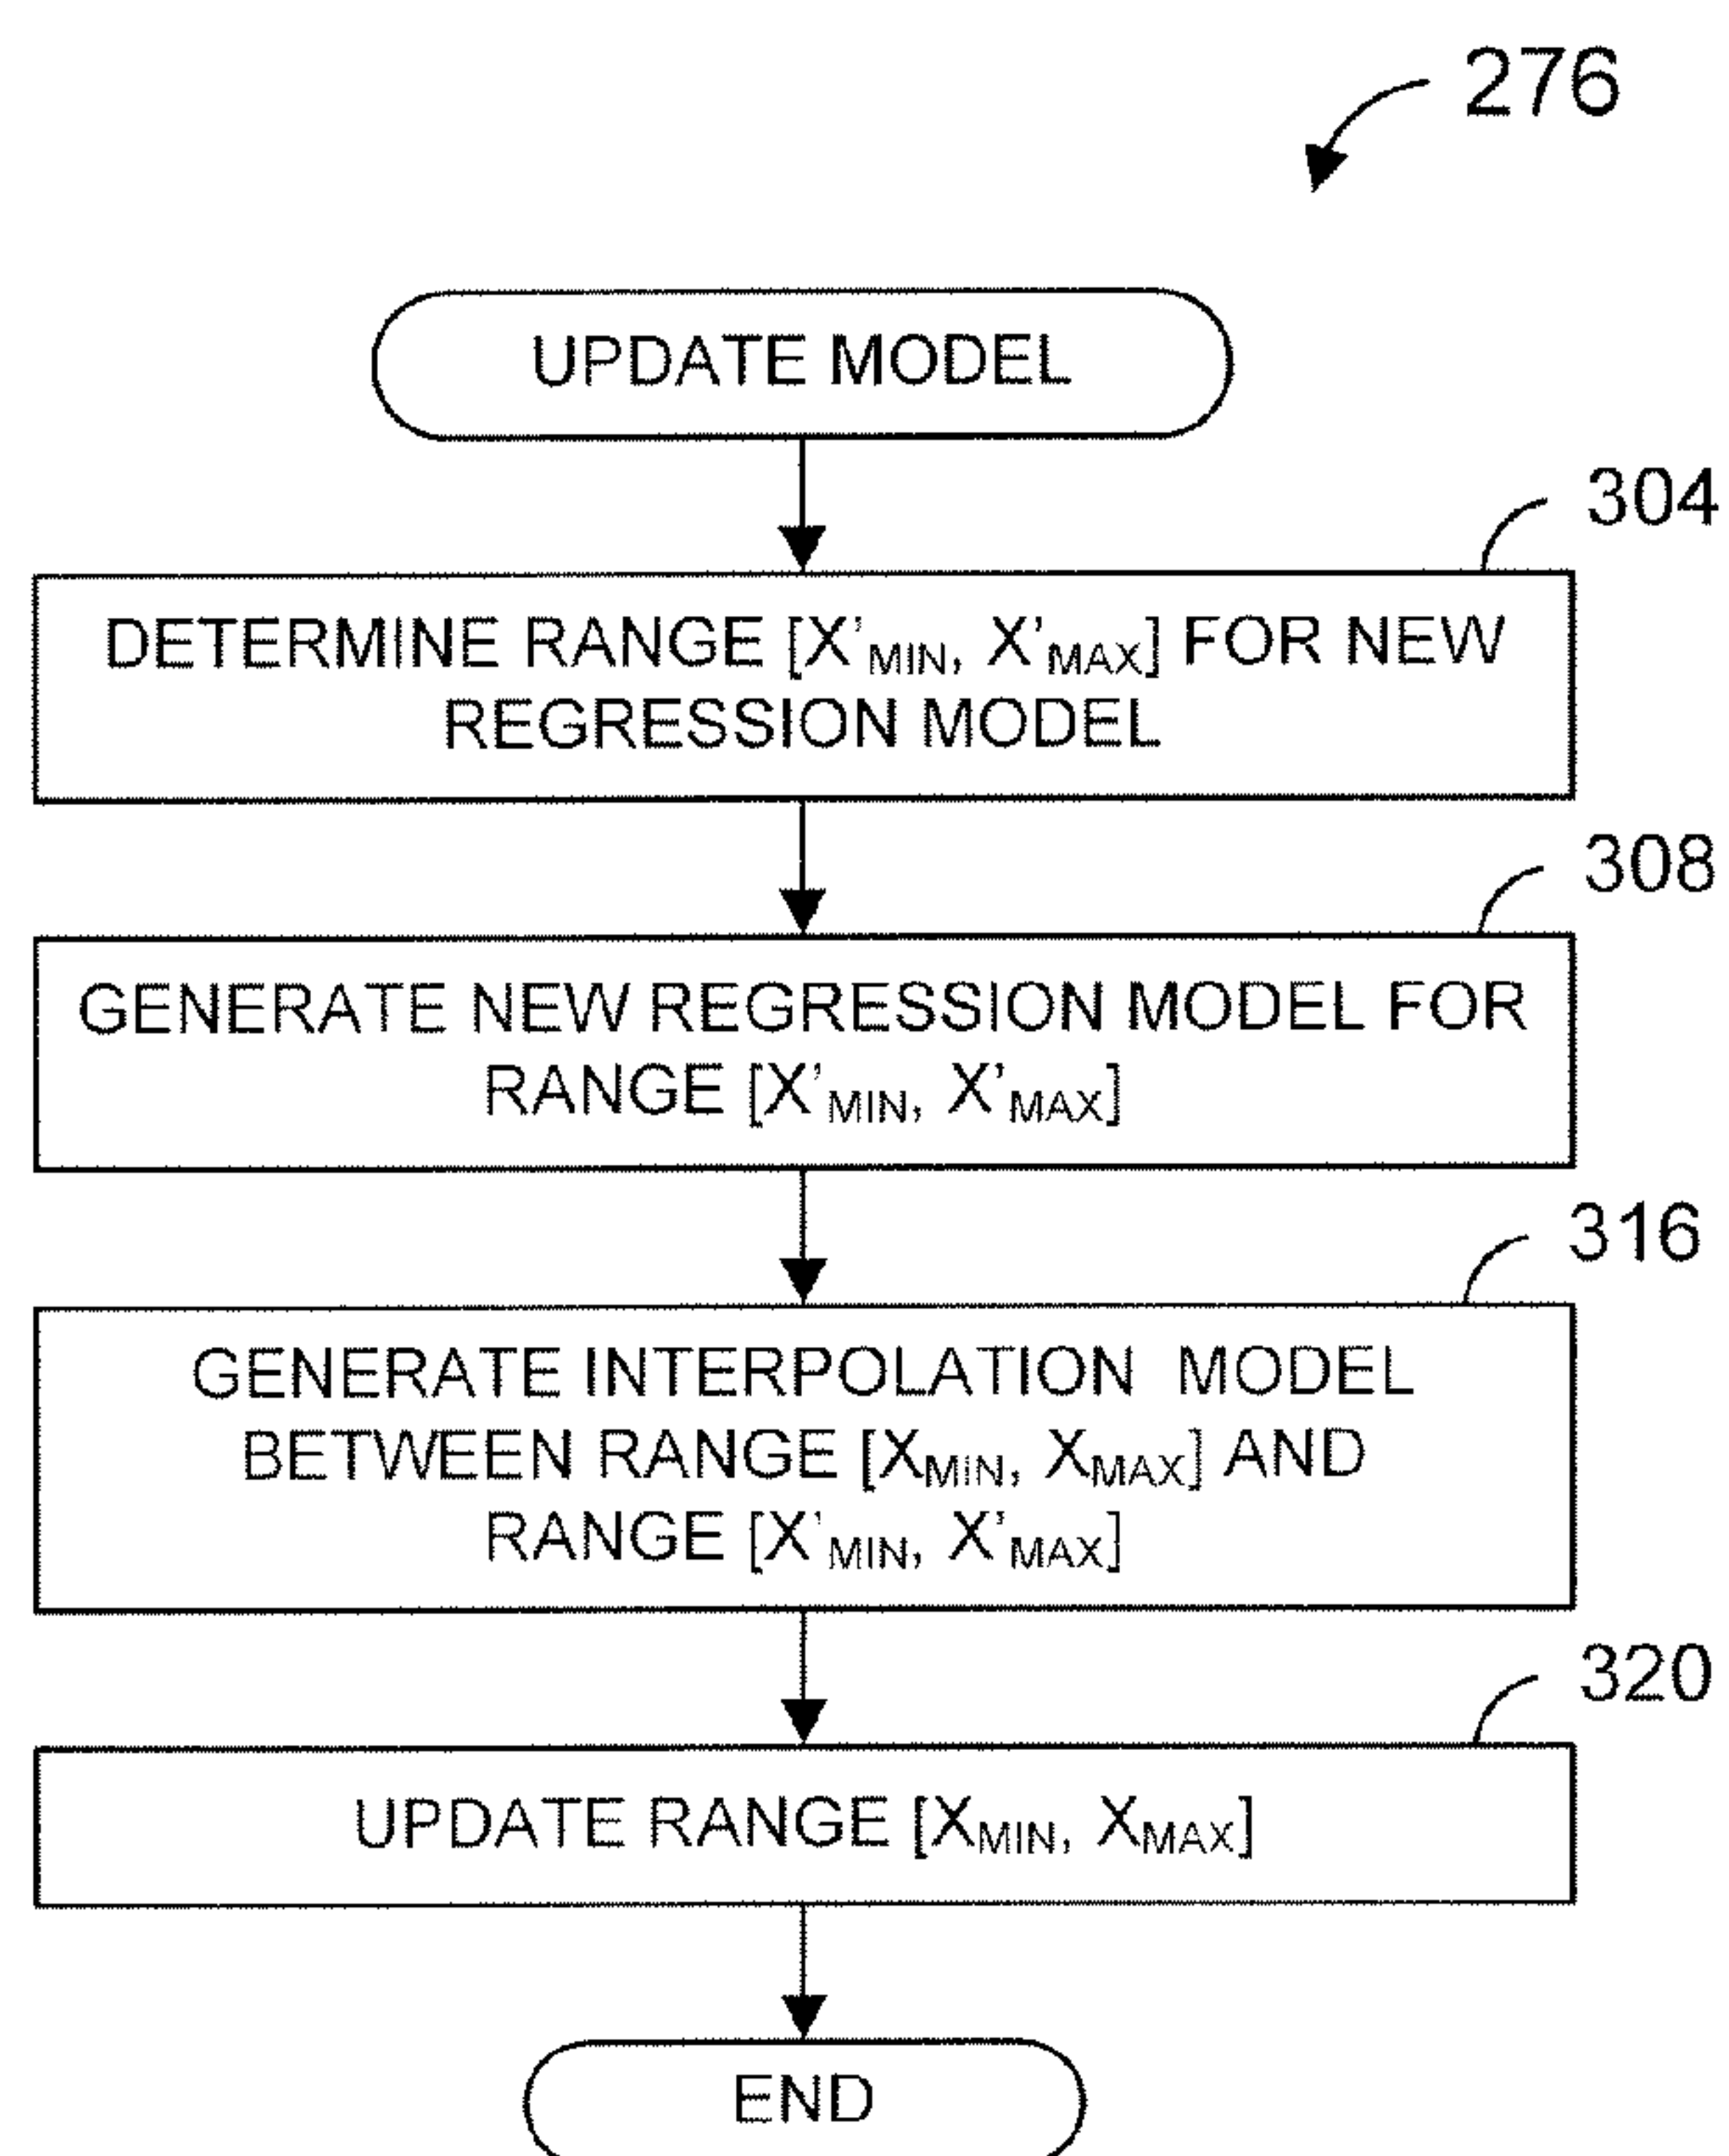 276
UPDATE MODEL
304
DETERMINE RANGE [X'MIN, X'MAX] FOR NEW
REGRESSION MODEL
308
GENERATE NEW REGRESSION MODEL FOR
RANGE [X'MIN, X'MAX]
316
GENERATE INTERPOLATION MODEL
BETWEEN RANGE [XMIN, XMAX] AND
RANGE [X'MIN, X'MAX]
320
UPDATE RANGE [XMIN, XMAX]
END